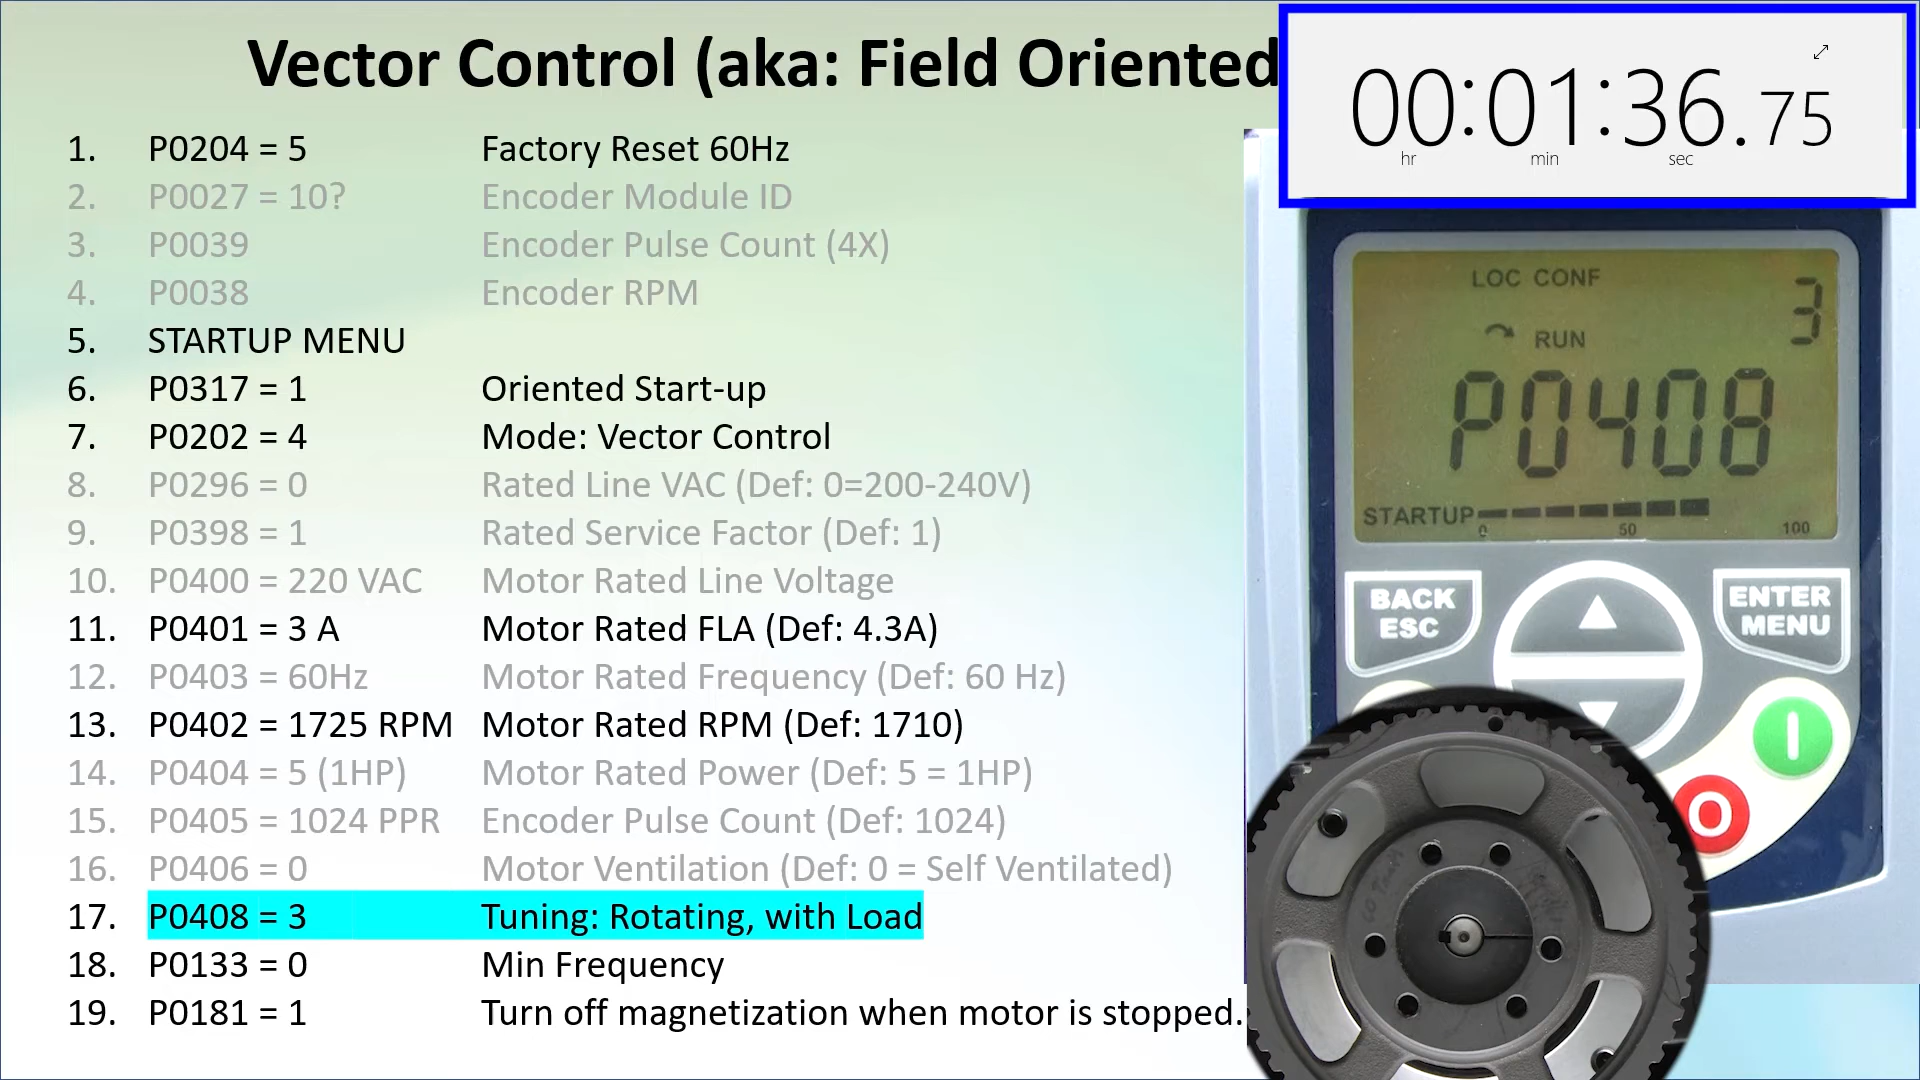 Vector Control (aka: Field Oriented
00:01:36.75
hr min sec
1. P0204 = 5 Factory Reset 60Hz
2. P0027 = 10? Encoder Module ID
3. P0039 Encoder Pulse Count (4X)
4. P0038 Encoder RPM
5. STARTUP MENU
6. P0317 = 1 Oriented Start-up
7. P0202 = 4 Mode: Vector Control
8. P0296 = 0 Rated Line VAC (Def: 0=200-240V)
9. P0398 = 1 Rated Service Factor (Def: 1)
10. P0400 = 220 VAC Motor Rated Line Voltage
11. P0401 = 3 A Motor Rated FLA (Def: 4.3A)
12. P0403 = 60Hz Motor Rated Frequency (Def: 60 Hz)
13. P0402 = 1725 RPM Motor Rated RPM (Def: 1710)
14. P0404 = 5 (1HP) Motor Rated Power (Def: 5 = 1HP)
15. P0405 = 1024 PPR Encoder Pulse Count (Def: 1024)
16. P0406 = 0 Motor Ventilation (Def: 0 = Self Ventilated)
17. P0408 = 3 Tuning: Rotating, with Load
18. P0133 = 0 Min Frequency
19. P0181 = 1 Turn off magnetization when motor is stopped.
LOC CONF
3
RUN
P0408
STARTUP
0 50 100
BACK
ESC
ENTER
MENU
I
O